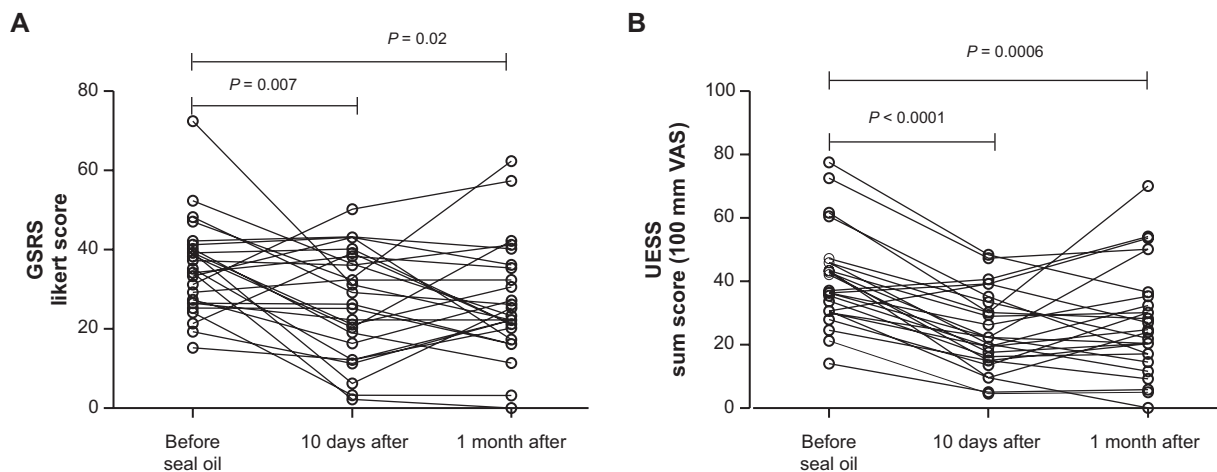 A
P = 0.02
P = 0.007
80
60
40
20
0
GSRS
likert score
Before
seal oil
10 days after
1 month after
B
P = 0.0006
P < 0.0001
100
80
60
40
20
0
UESS
sum score (100 mm VAS)
Before
seal oil
10 days after
1 month after